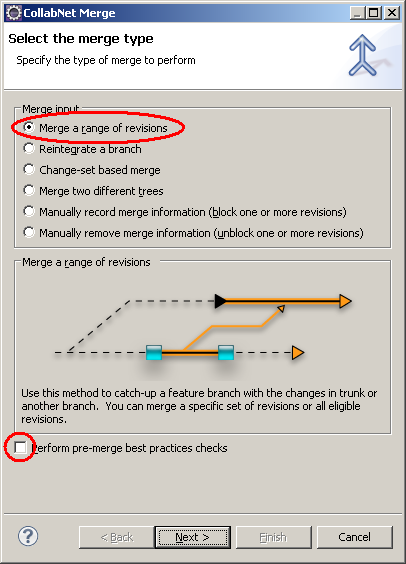 CollabNet Merge
Select the merge type
Specify the type of merge to perform
Merge input
Merge a range of revisions
Reintegrate a branch
Change-set based merge
Merge two different trees
Manually record merge information (block one or more revisions)
Manually remove merge information (unblock one or more revisions)
Merge a range of revisions
Use this method to catch-up a feature branch with the changes in trunk or
another branch.  You can merge a specific set of revisions or all eligible
revisions.
Perform pre-merge best practices checks
?
< Back
Next >
Finish
Cancel